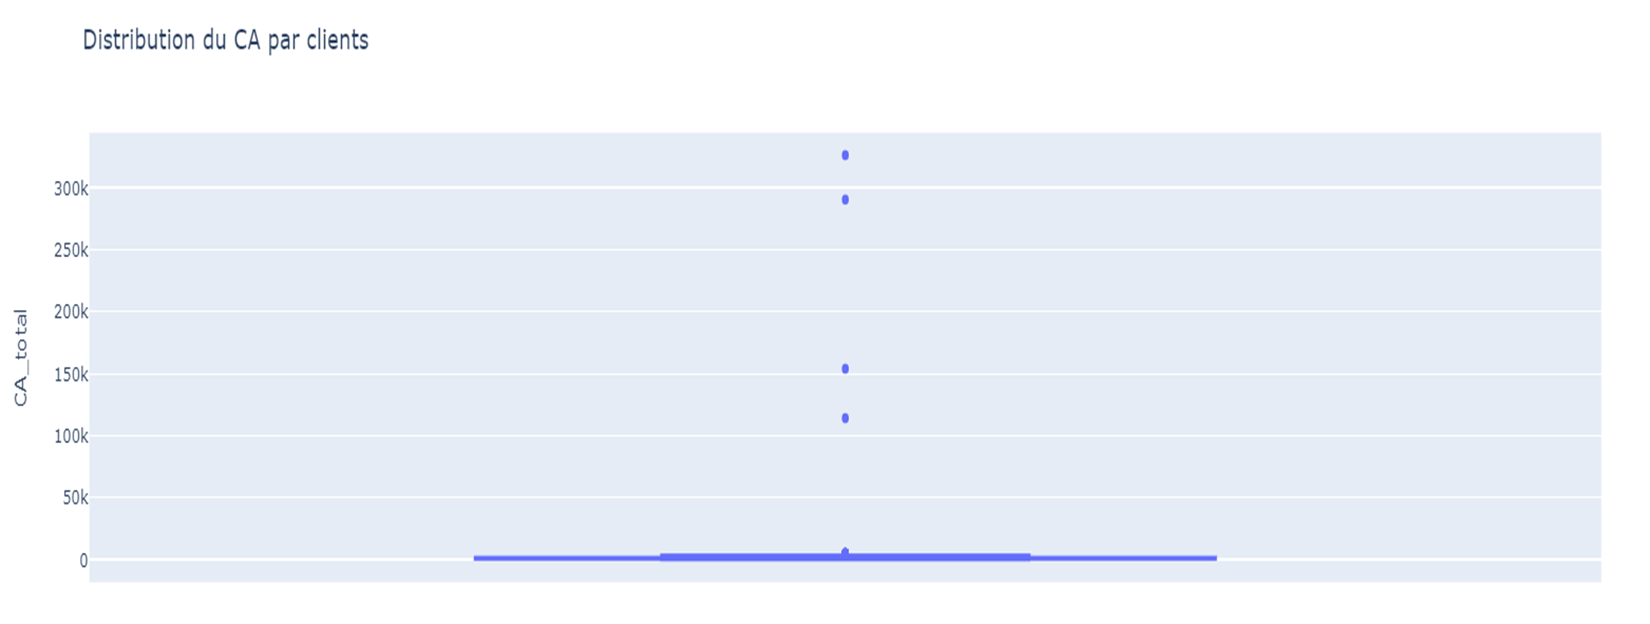 Distribution du CA par clients
300k
250k
200k
150k
100k
50k
0
CA_total